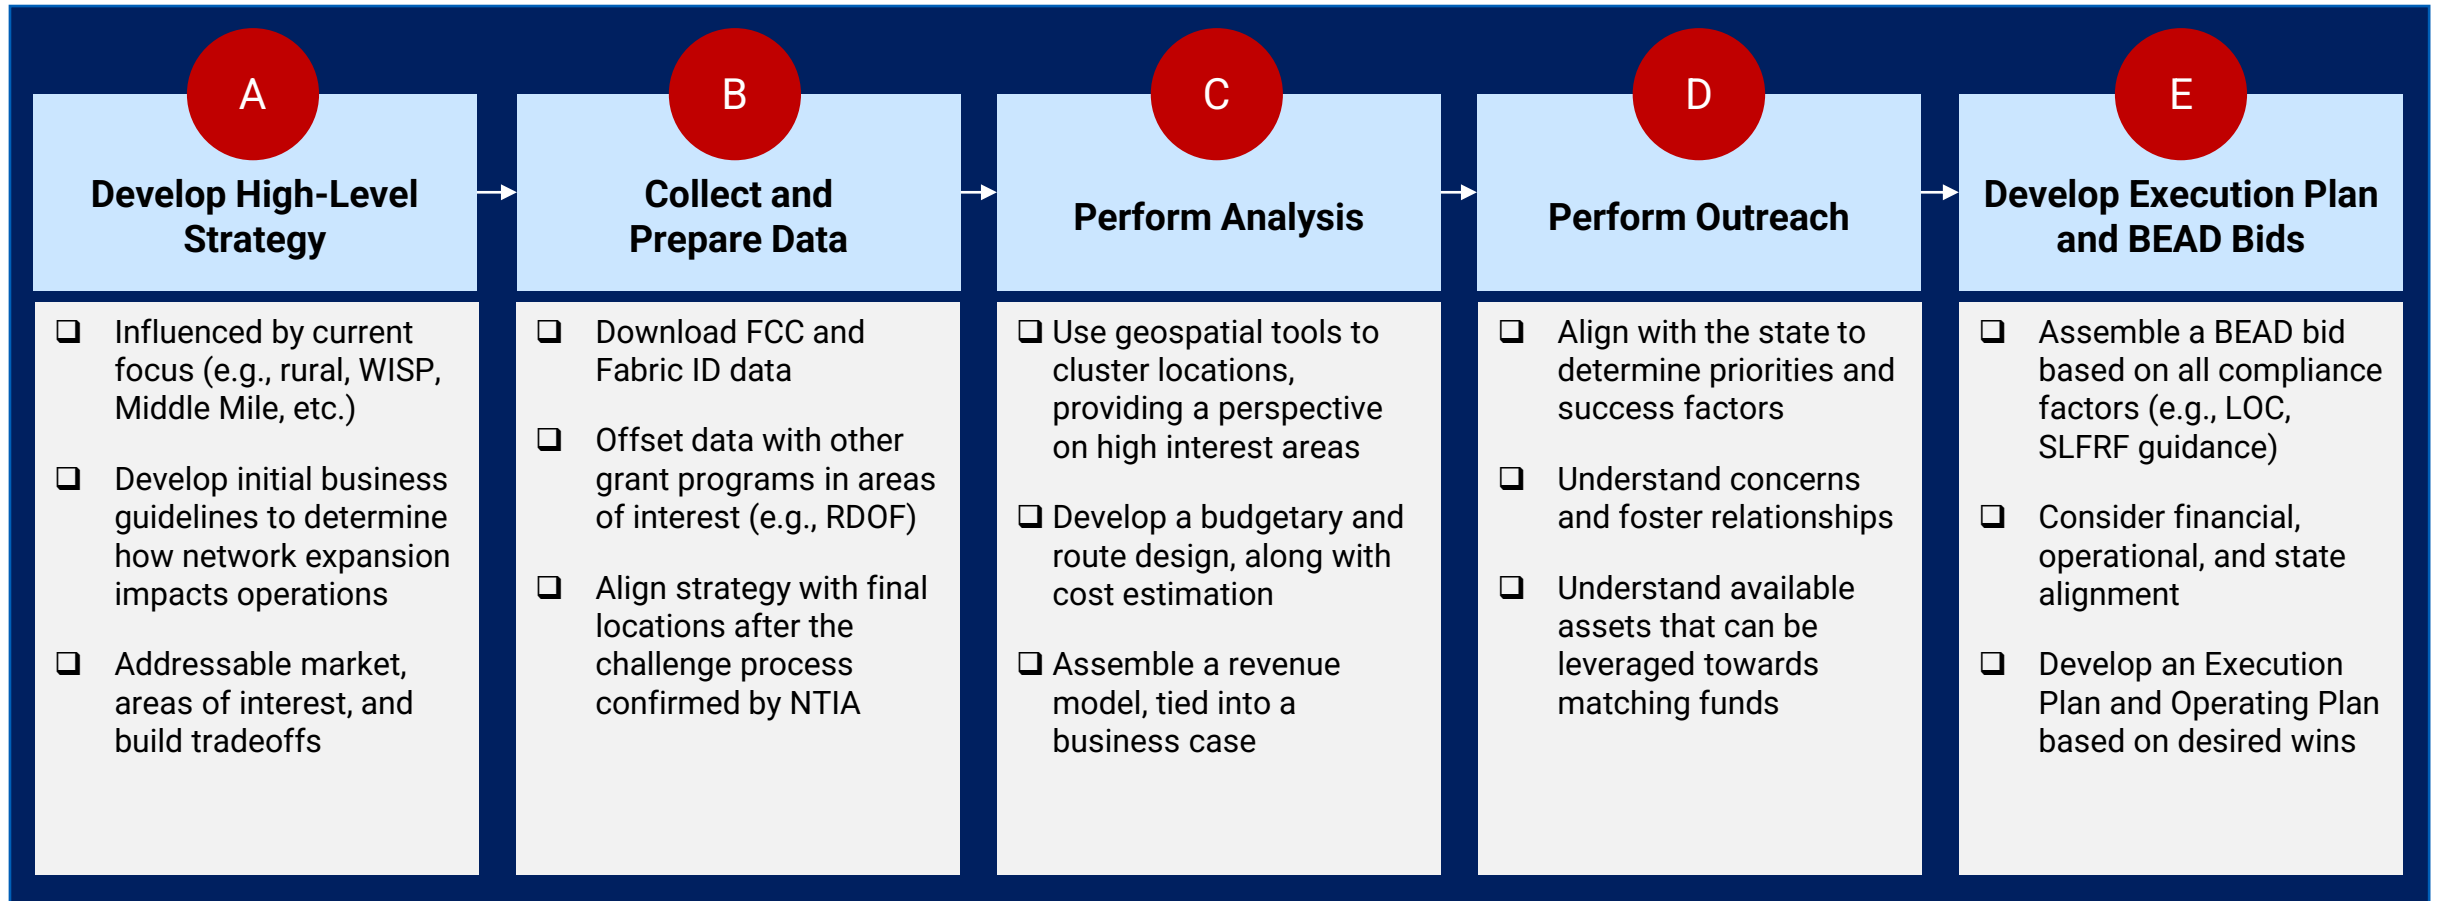 A
Develop High-Level
Strategy
❑ Influenced by current
focus (e.g., rural, WISP,
Middle Mile, etc.)
❑ Develop initial business
guidelines to determine
how network expansion
impacts operations
❑ Addressable market,
areas of interest, and
build tradeoffs
B
Collect and
Prepare Data
❑ Download FCC and
Fabric ID data
❑ Offset data with other
grant programs in areas
of interest (e.g., RDOF)
❑ Align strategy with final
locations after the
challenge process
confirmed by NTIA
C
Perform Analysis
❑ Use geospatial tools to
cluster locations,
providing a perspective
on high interest areas
❑ Develop a budgetary and
route design, along with
cost estimation
❑ Assemble a revenue
model, tied into a
business case
D
Perform Outreach
❑ Align with the state to
determine priorities and
success factors
❑ Understand concerns
and foster relationships
❑ Understand available
assets that can be
leveraged towards
matching funds
E
Develop Execution Plan
and BEAD Bids
❑ Assemble a BEAD bid
based on all compliance
factors (e.g., LOC,
SLFRF guidance)
❑ Consider financial,
operational, and state
alignment
❑ Develop an Execution
Plan and Operating Plan
based on desired wins